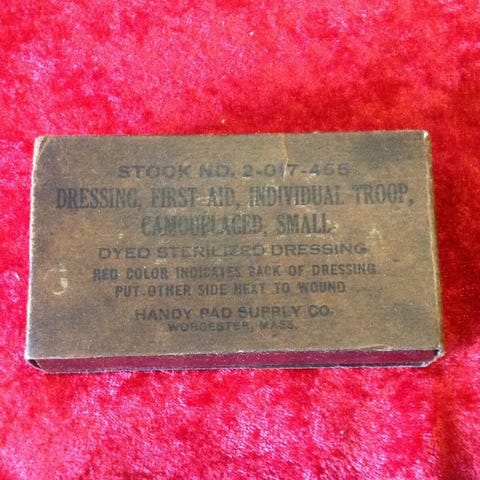 STOCK NO. 2-017-455
DRESSING, FIRST AID, INDIVIDUAL TROOP,
CAMOUFLAGED, SMALL
DYED STERILIZED DRESSING
RED COLOR INDICATES BACK OF DRESSING
PUT OTHER SIDE NEXT TO WOUND
HANDY PAD SUPPLY CO.
WORCESTER, MASS.